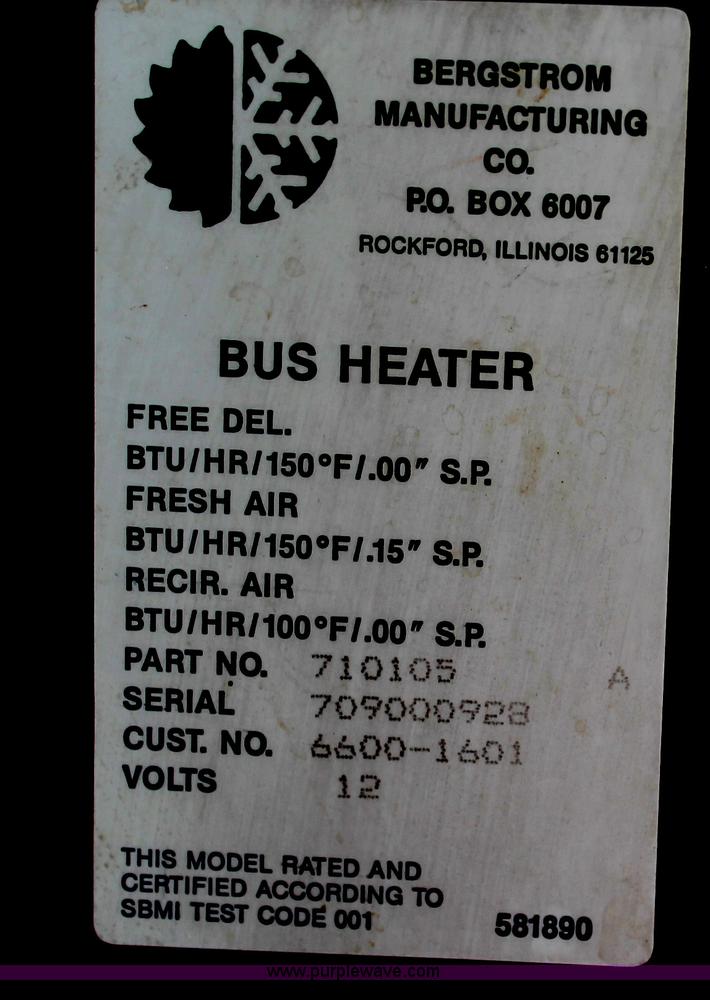 BERGSTROM
MANUFACTURING
CO.
P.O. BOX 6007
ROCKFORD, ILLINOIS 61125
BUS HEATER
FREE DEL.
BTU/HR/150°F/.00" S.P.
FRESH AIR
BTU/HR/150°F/.15" S.P.
RECIR. AIR
BTU/HR/100°F/.00" S.P.
PART NO. 710105 A
SERIAL 709000928
CUST. NO. 6600-1601
VOLTS 12
THIS MODEL RATED AND
CERTIFIED ACCORDING TO
SBMI TEST CODE 001 581890
www.purplewave.com